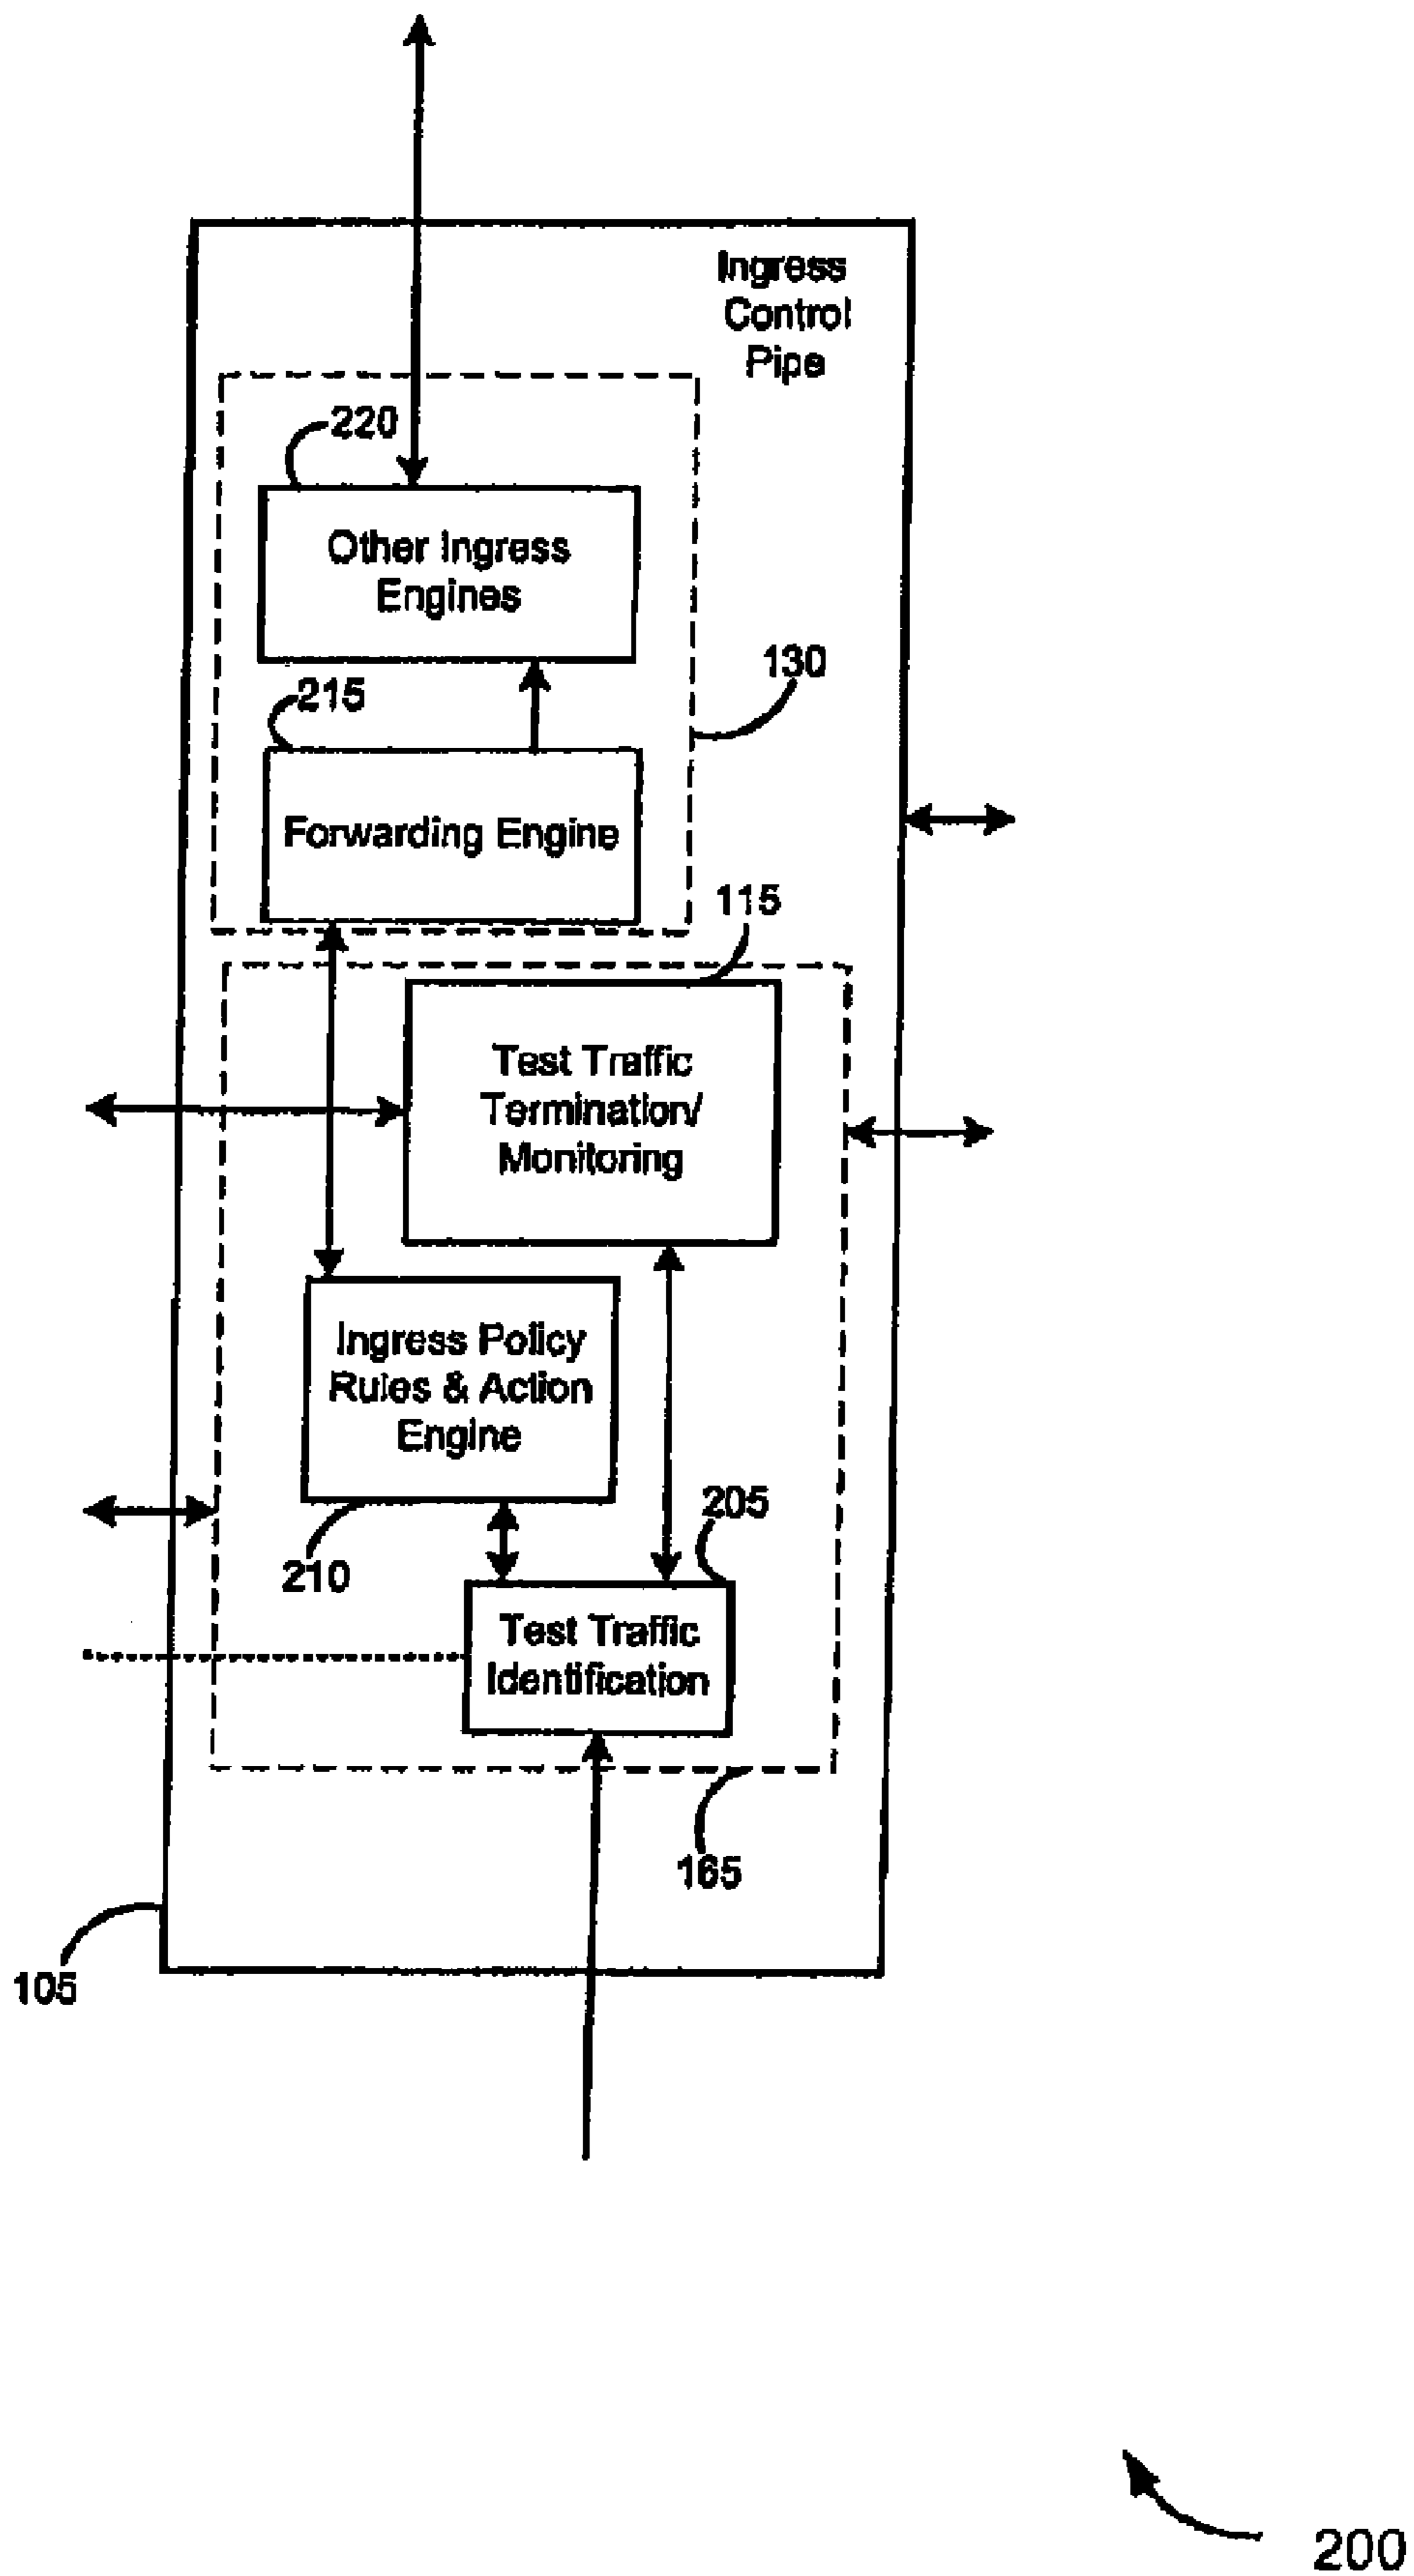 Ingress
Control
Pipe
220
Other Ingress
Engines
130
215
Forwarding Engine
115
Test Traffic
Termination/
Monitoring
Ingress Policy
Rules & Action
Engine
205
210
Test Traffic
Identification
165
105
200